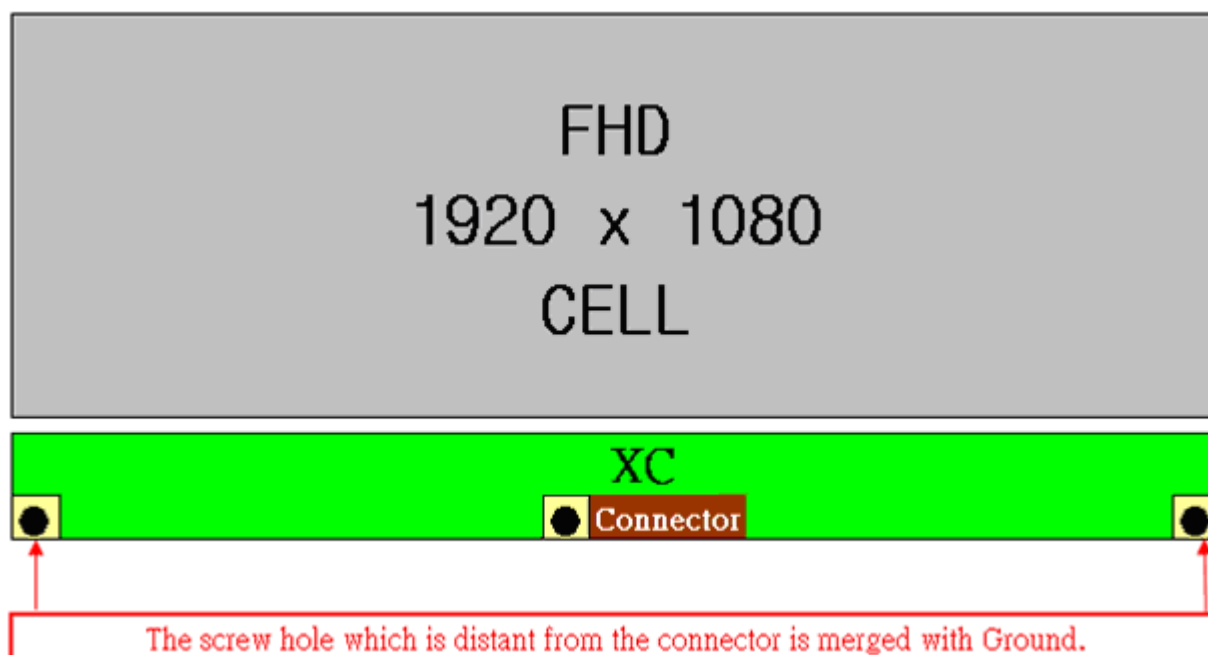 FHD
1920 x 1080
CELL
XC
Connector
The screw hole which is distant from the connector is merged with Ground.